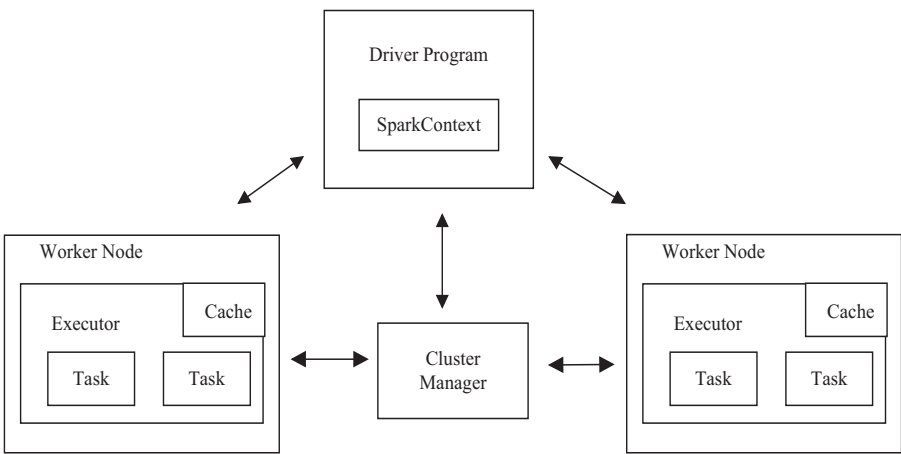 Driver Program
SparkContext
Worker Node
Cache
Executor
Task
Task
Cluster
Manager
Worker Node
Cache
Executor
Task
Task